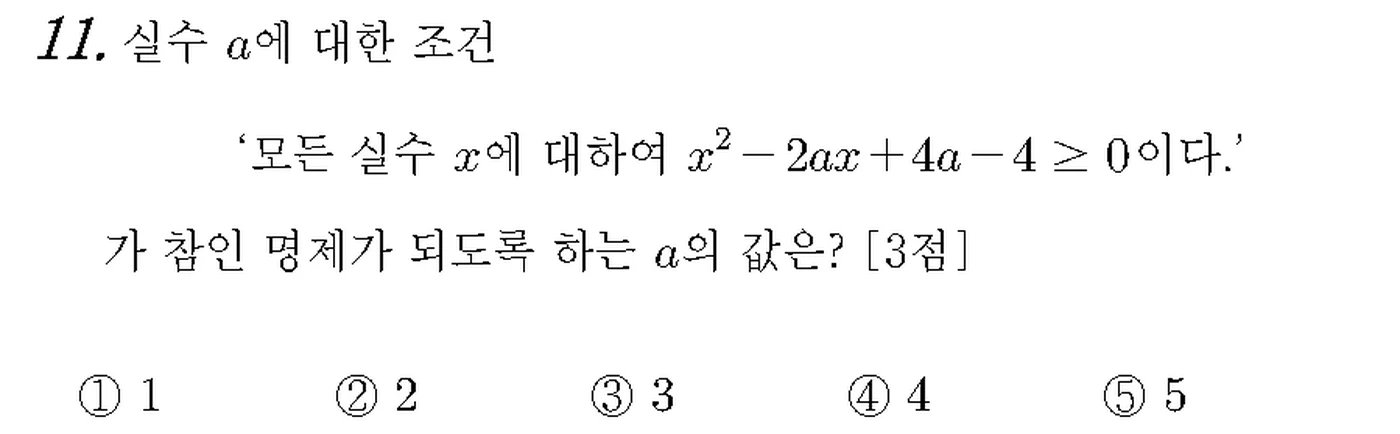 11. 실수 a에 대한 조건
‘모든 실수 x에 대하여 x² − 2ax + 4a − 4 ≥ 0이다.’
가 참인 명제가 되도록 하는 a의 값은? [3점]
① 1 ② 2 ③ 3 ④ 4 ⑤ 5